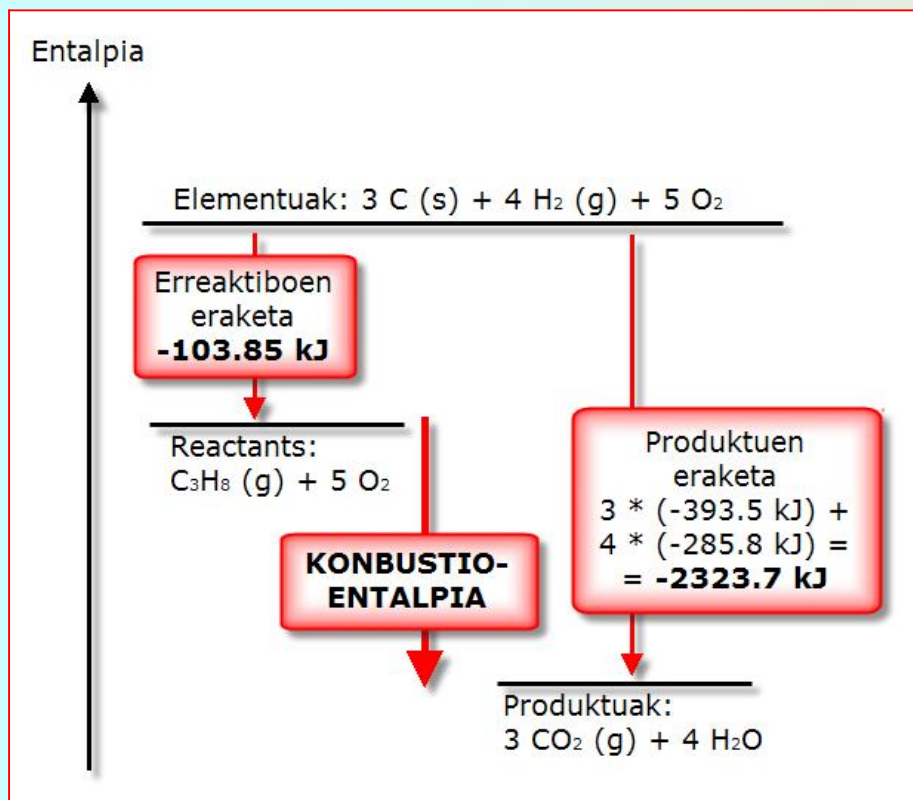 Entalpia
Elementuak: 3 C (s) + 4 H₂ (g) + 5 O₂
Erreaktiboen
eraketa
-103.85 kJ
Reactants:
C₃H₈ (g) + 5 O₂
KONBUSTIO-
ENTALPIA
Produktuen
eraketa
3 * (-393.5 kJ) +
4 * (-285.8 kJ) =
= -2323.7 kJ
Produktuak:
3 CO₂ (g) + 4 H₂O